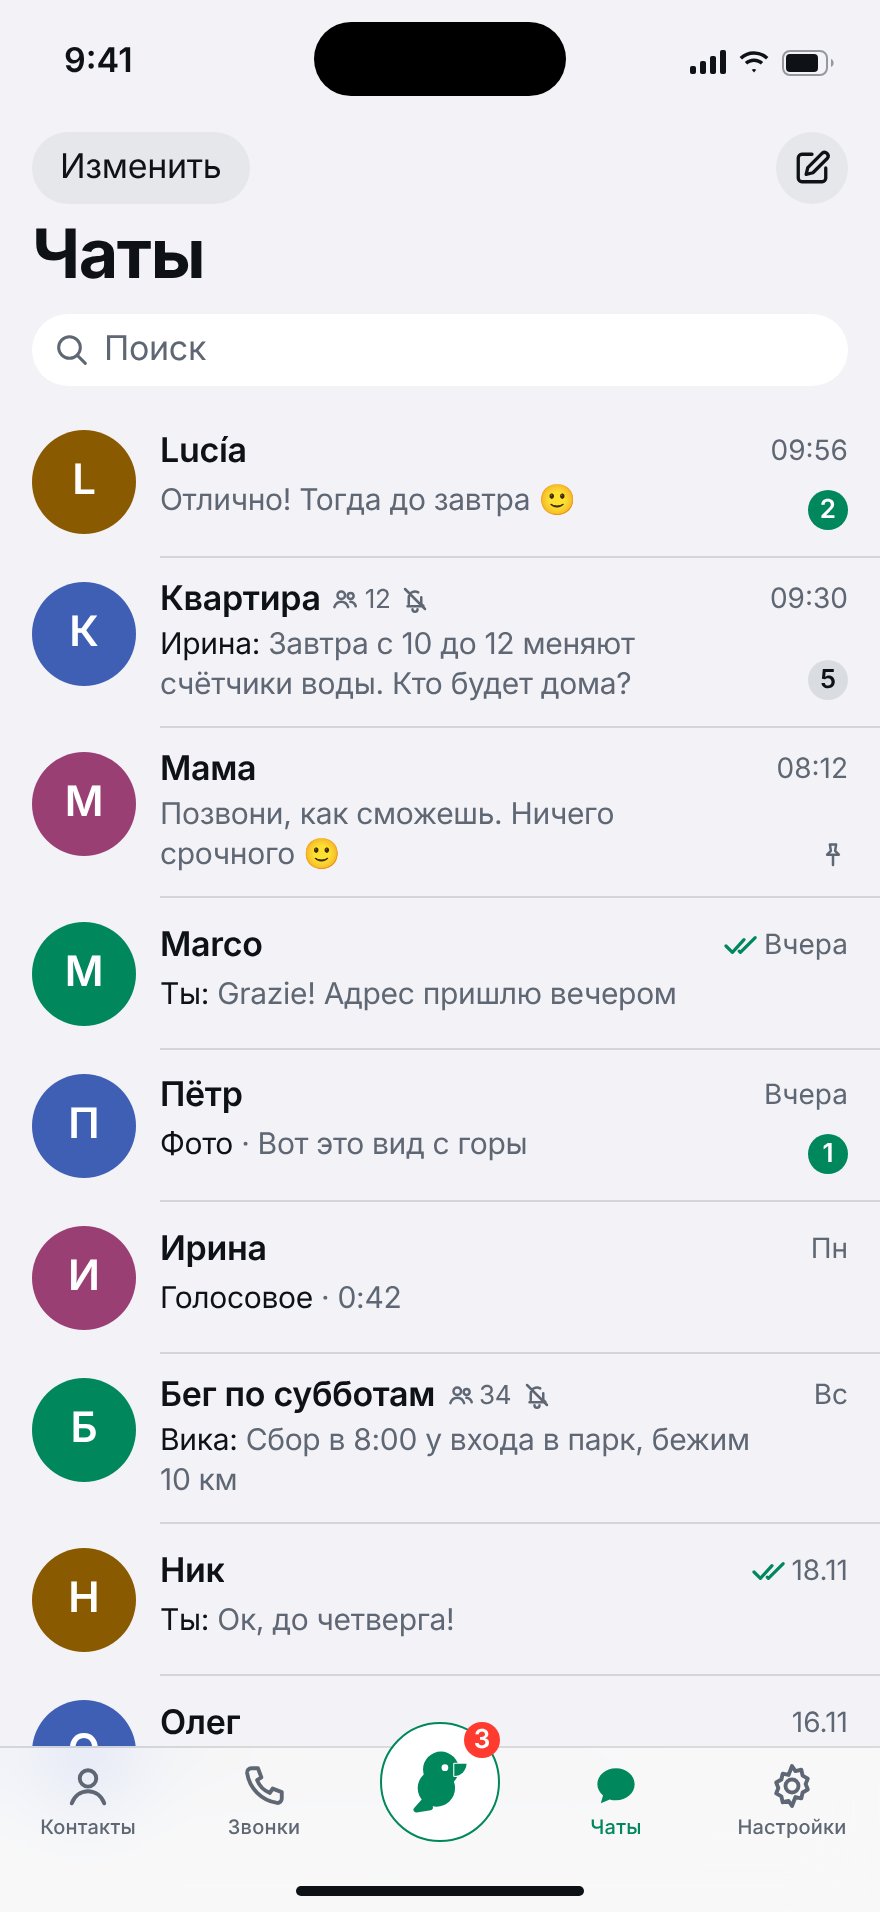 9:41
Изменить
Чаты
Поиск
L
Lucía
09:56
Отлично! Тогда до завтра 🙂
2
К
Квартира 12
09:30
Ирина: Завтра с 10 до 12 меняют
счётчики воды. Кто будет дома?
5
М
Мама
08:12
Позвони, как сможешь. Ничего
срочного 🙂
M
Marco
Вчера
Ты: Grazie! Адрес пришлю вечером
П
Пётр
Вчера
Фото · Вот это вид с горы
1
И
Ирина
Пн
Голосовое · 0:42
Б
Бег по субботам 34
Вс
Вика: Сбор в 8:00 у входа в парк, бежим
10 км
Н
Ник
18.11
Ты: Ок, до четверга!
О
Олег
16.11
3
Контакты
Звонки
Чаты
Настройки